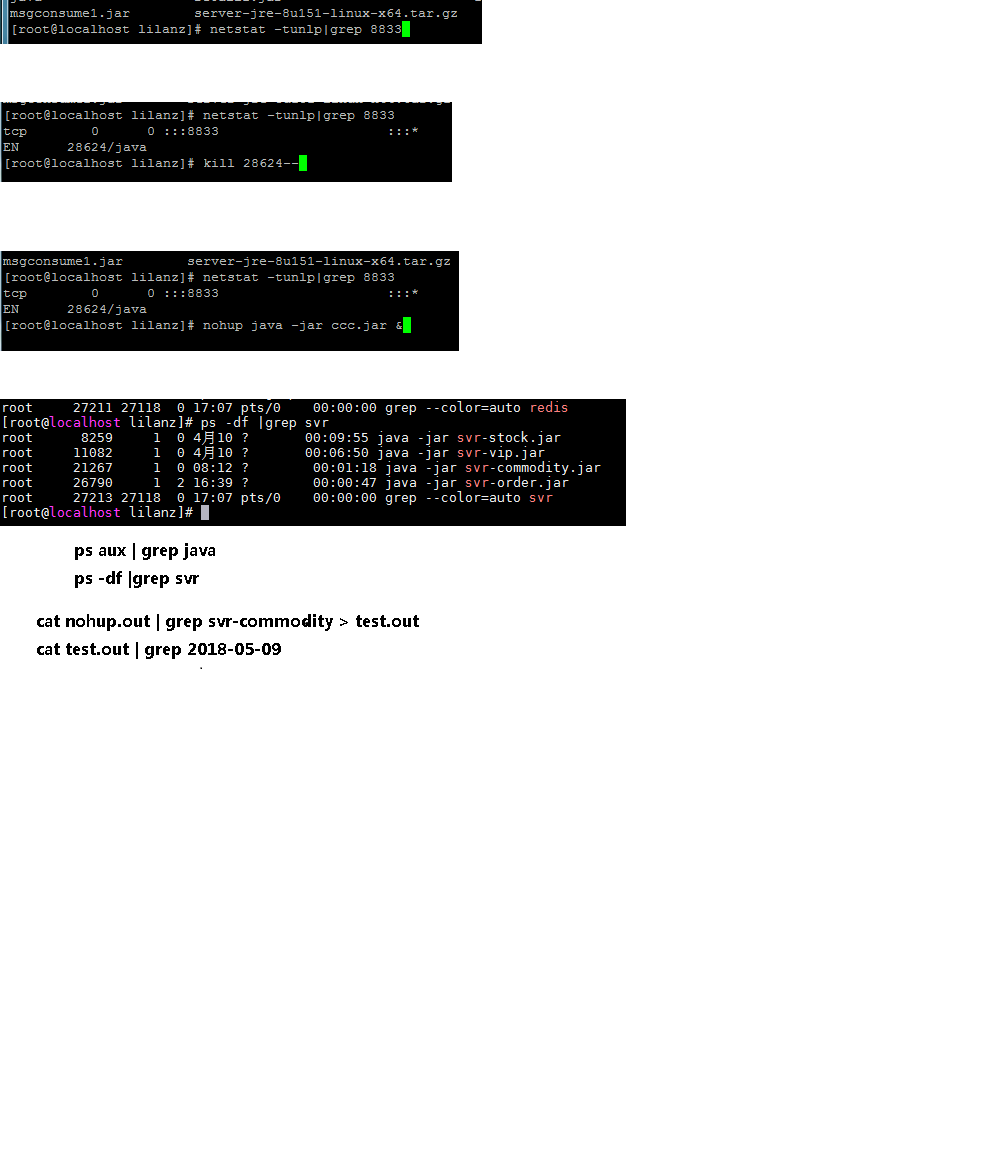 msgconsume1.jar        server-jre-8u151-linux-x64.tar.gz
[root@localhost lilanz]# netstat -tunlp|grep 8833
[root@localhost lilanz]# netstat -tunlp|grep 8833
tcp        0      0 :::8833                     :::*
EN      28624/java
[root@localhost lilanz]# kill 28624--
msgconsume1.jar        server-jre-8u151-linux-x64.tar.gz
[root@localhost lilanz]# netstat -tunlp|grep 8833
tcp        0      0 :::8833                     :::*
EN      28624/java
[root@localhost lilanz]# nohup java -jar ccc.jar &
root     27211 27118  0 17:07 pts/0    00:00:00 grep --color=auto redis
[root@localhost lilanz]# ps -df |grep svr
root      8259     1  0 4月10 ?       00:09:55 java -jar svr-stock.jar
root     11082     1  0 4月10 ?       00:06:50 java -jar svr-vip.jar
root     21267     1  0 08:12 ?        00:01:18 java -jar svr-commodity.jar
root     26790     1  2 16:39 ?        00:00:47 java -jar svr-order.jar
root     27213 27118  0 17:07 pts/0    00:00:00 grep --color=auto svr
[root@localhost lilanz]#
ps aux | grep java
ps -df |grep svr
cat nohup.out | grep svr-commodity > test.out
cat test.out | grep 2018-05-09